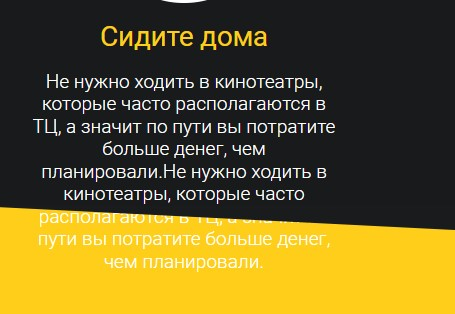 Сидите дома
Не нужно ходить в кинотеатры,
которые часто располагаются в
ТЦ, а значит по пути вы потратите
больше денег, чем
планировали.Не нужно ходить в
кинотеатры, которые часто
располагаются в ТЦ, а
пути вы потратите больше денег,
чем планировали.